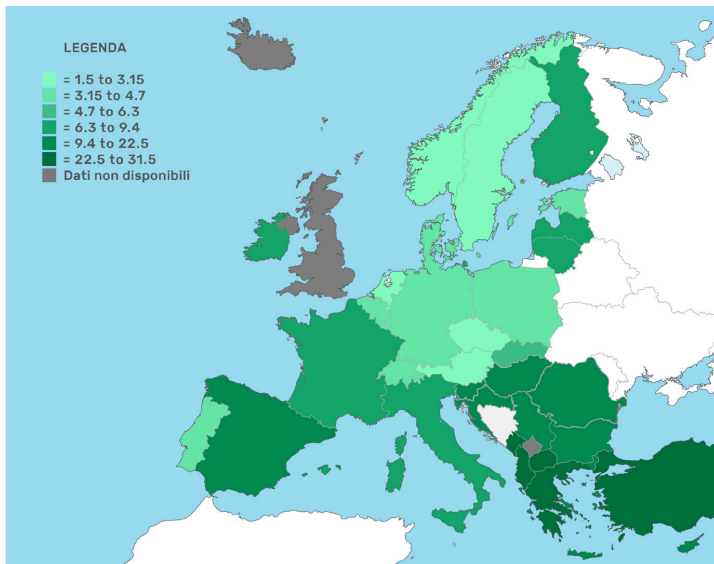 LEGENDA
= 1.5 to 3.15
= 3.15 to 4.7
= 4.7 to 6.3
= 6.3 to 9.4
= 9.4 to 22.5
= 22.5 to 31.5
Dati non disponibili